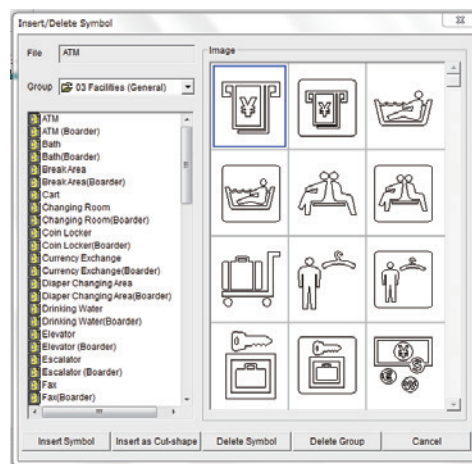 Insert/Delete Symbol
File ATM
Group 03 Facilities (General)
Image
ATM
ATM (Boarder)
Bath
Bath(Boarder)
BreakArea
BreakArea(Boarder)
Cart
Changing Room
Changing Room(Boarder)
Coin Locker
Coin Locker(Boarder)
Currency Exchange
Currency Exchange(Boarder)
Diaper Changing Area
Diaper Changing Area(Boarder)
Drinking Water
Drinking Water(Boarder)
Elevator
Elevator (Boarder)
Escalator
Escalator (Boarder)
Fax
Fax(Boarder)
¥
¥
¥
Insert Symbol Insert as Cut-shape Delete Symbol Delete Group Cancel